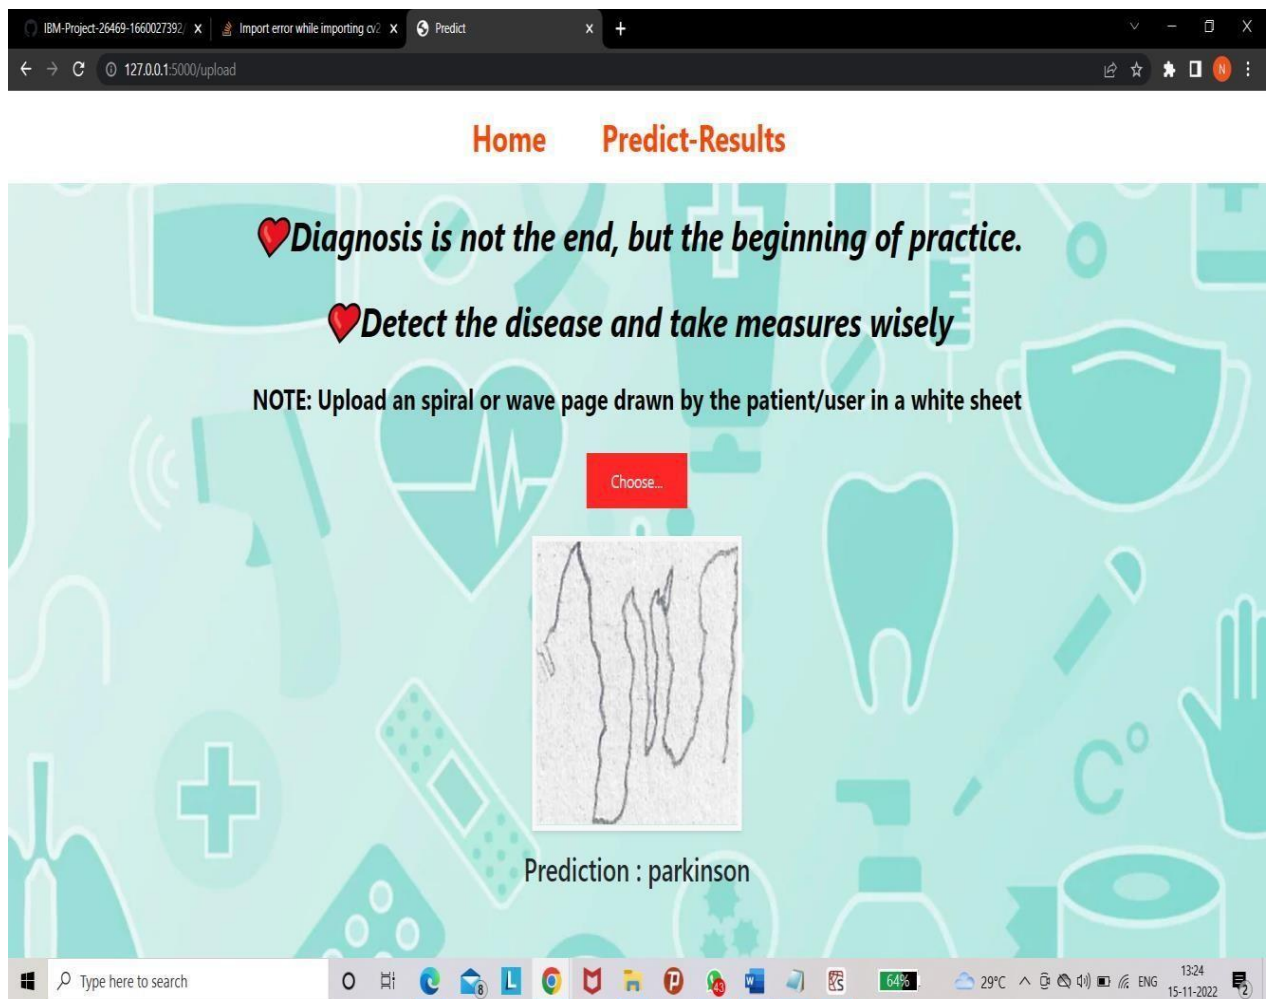 IBM-Project-26469-1660027392/
Import error while importing cv2
Predict
127.0.0.1:5000/upload
N
Home Predict-Results
Diagnosis is not the end, but the beginning of practice.
Detect the disease and take measures wisely
NOTE: Upload an spiral or wave page drawn by the patient/user in a white sheet
Choose...
C°
Prediction : parkinson
Type here to search
8
L
43
64%
29°C
ENG
13:24
15-11-2022
2